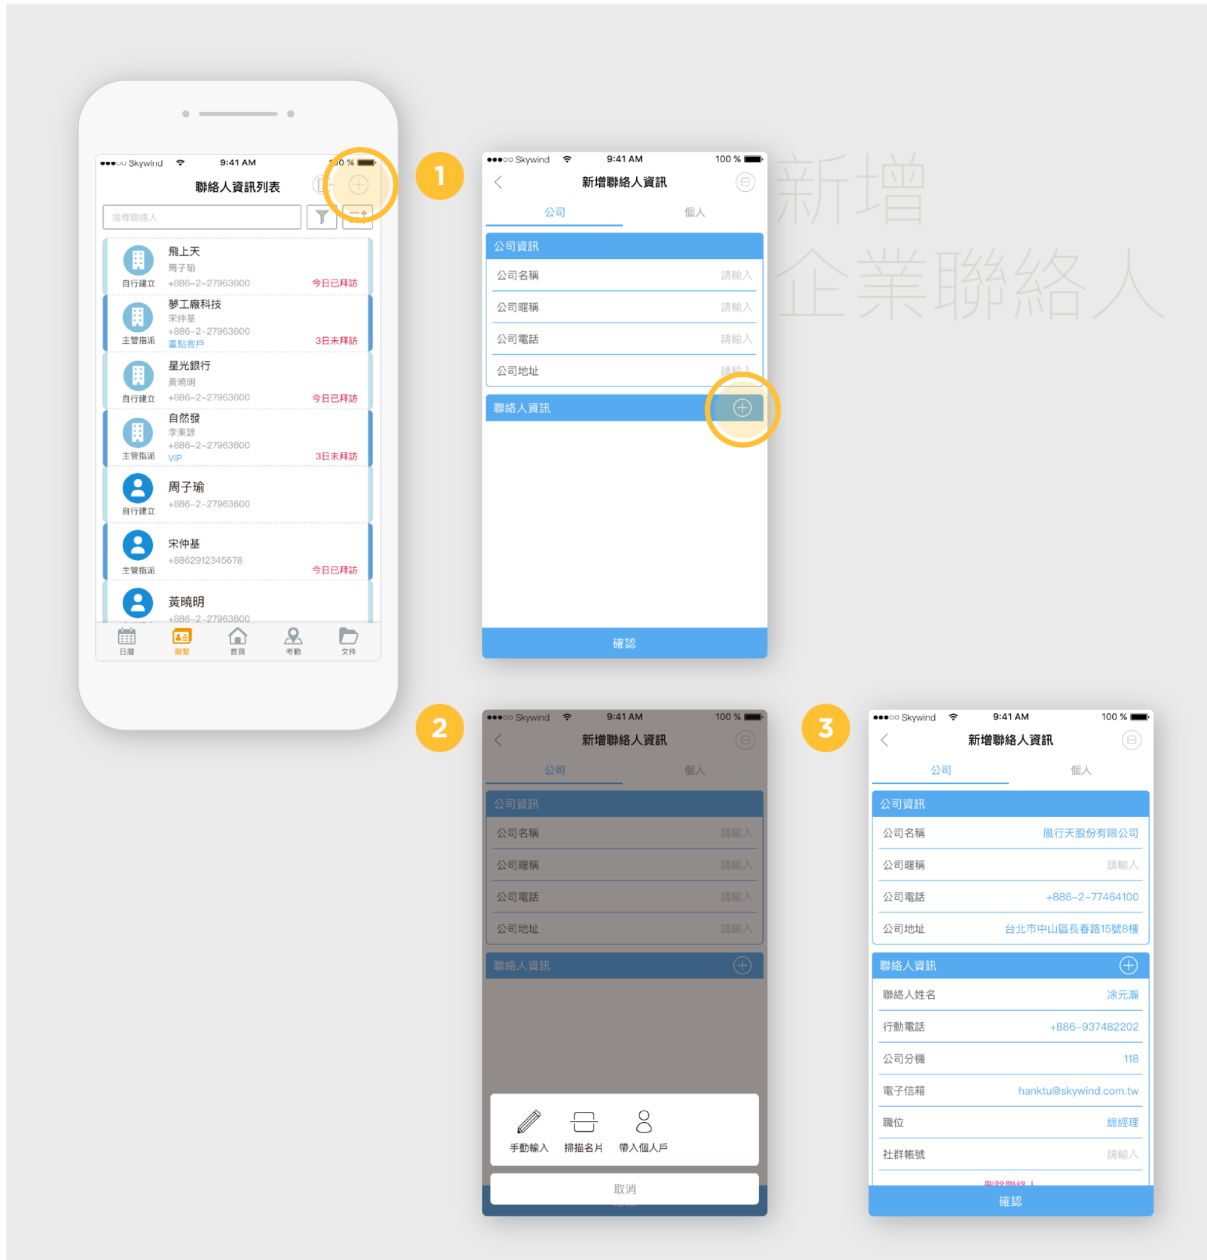 ●●●○○ Skywind 9:41 AM 100 %
聯絡人資訊列表
搜尋聯絡人
飛上天
周子瑜
自行建立 +886-2-27963600 今日已拜訪
夢工廠科技
宋仲基
+886-2-27963600
主管指派 重點客戶 3日未拜訪
星光銀行
黃曉明
自行建立 +886-2-27963600 今日已拜訪
自然發
李秉諺
+886-2-27963600
主管指派 VIP 3日未拜訪
周子瑜
自行建立 +886-2-27963600
宋仲基
+8862912345678
主管指派 今日已拜訪
黃曉明
+886-2-27963600
日曆 聯繫 首頁 考勤 文件
1
●●●○○ Skywind 9:41 AM 100 %
新增聯絡人資訊
公司 個人
公司資訊
公司名稱 請輸入
公司暱稱 請輸入
公司電話 請輸入
公司地址 請輸入
聯絡人資訊
確認
新增
企業聯絡人
2
●●●○○ Skywind 9:41 AM 100 %
新增聯絡人資訊
公司 個人
公司資訊
公司名稱 請輸入
公司暱稱 請輸入
公司電話 請輸入
公司地址 請輸入
聯絡人資訊
手動輸入 掃描名片 帶入個人戶
取消
3
●●●○○ Skywind 9:41 AM 100 %
新增聯絡人資訊
公司 個人
公司資訊
公司名稱 風行天股份有限公司
公司暱稱 請輸入
公司電話 +886-2-77464100
公司地址 台北市中山區長春路15號8樓
聯絡人資訊
聯絡人姓名 涂元瀚
行動電話 +886-937482202
公司分機 118
電子信箱 hanktu@skywind.com.tw
職位 總經理
社群帳號 請輸入
刪除聯絡人
確認